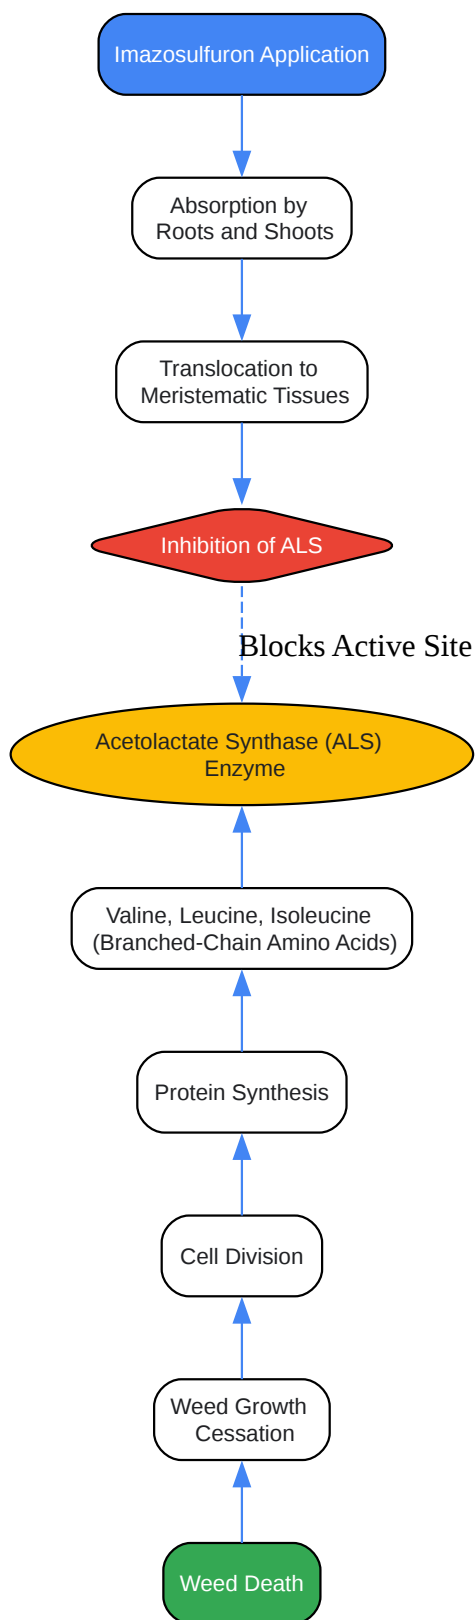 Imazosulfuron Application
Absorption by
Roots and Shoots
Translocation to
Meristematic Tissues
Inhibition of ALS
Blocks Active Site
Acetolactate Synthase (ALS)
Enzyme
Valine, Leucine, Isoleucine
(Branched-Chain Amino Acids)
Protein Synthesis
Cell Division
Weed Growth
Cessation
Weed Death